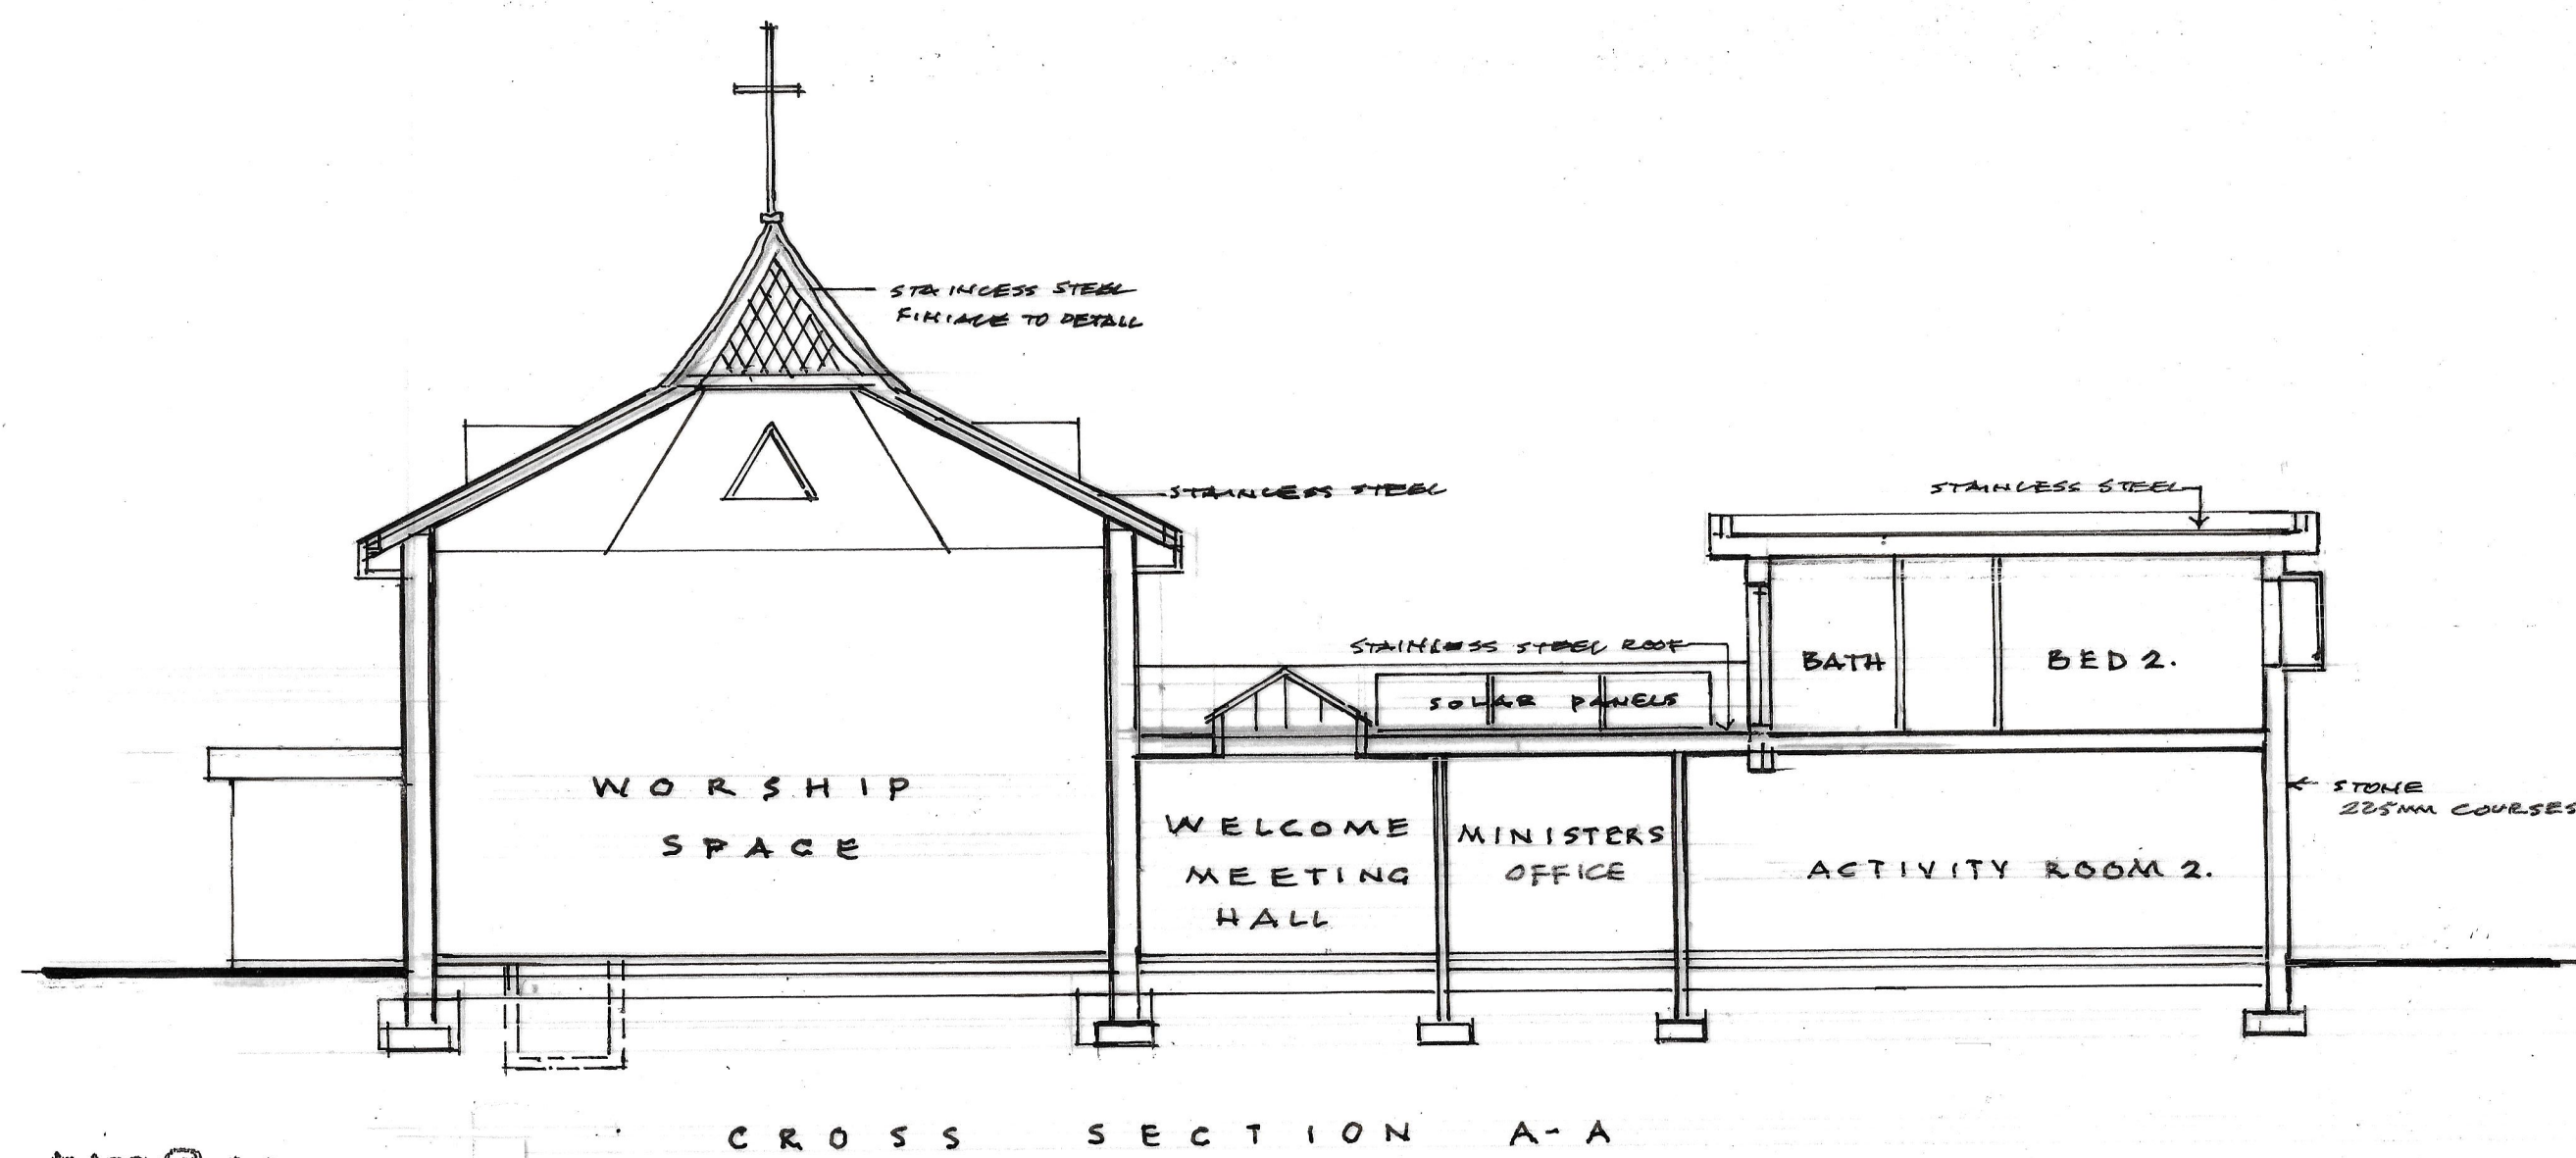 STAINLESS STEEL
FINIALE TO DETAIL
STAINLESS STEEL
STAINLESS STEEL
STAINLESS STEEL ROOF
BATH
BED 2.
SOLAR PANELS
WORSHIP
SPACE
WELCOME
MEETING
HALL
MINISTERS
OFFICE
ACTIVITY ROOM 2.
STONE
225MM COURSES
CROSS SECTION A-A